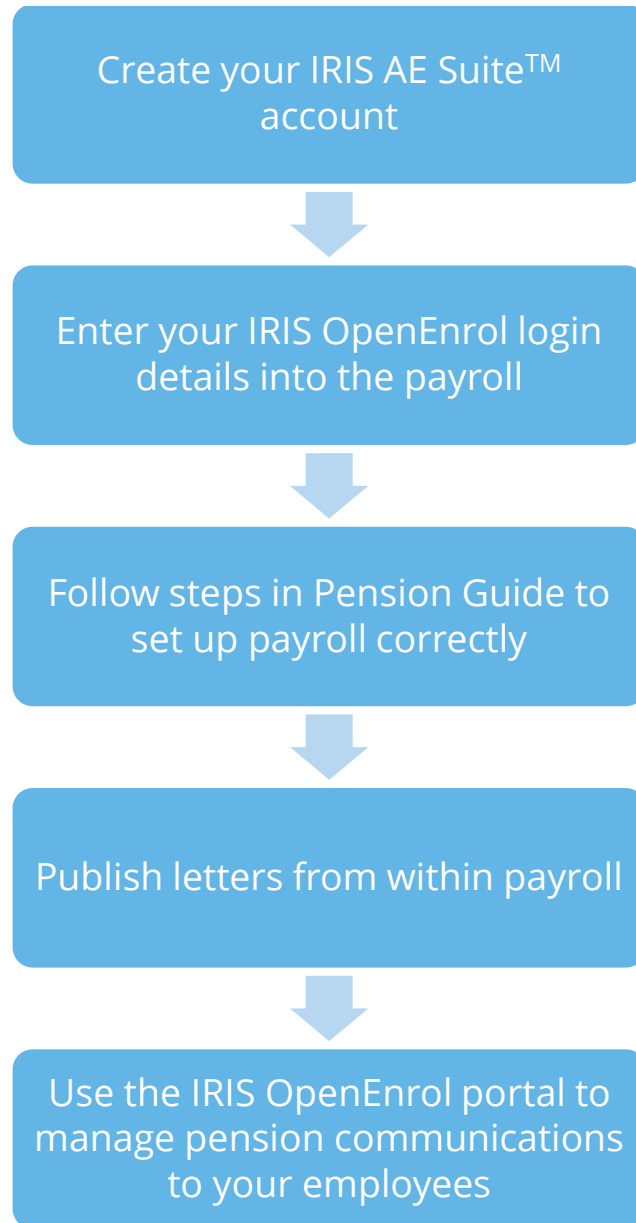 Create your IRIS AE Suite™
account
Enter your IRIS OpenEnrol login
details into the payroll
Follow steps in Pension Guide to
set up payroll correctly
Publish letters from within payroll
Use the IRIS OpenEnrol portal to
manage pension communications
to your employees